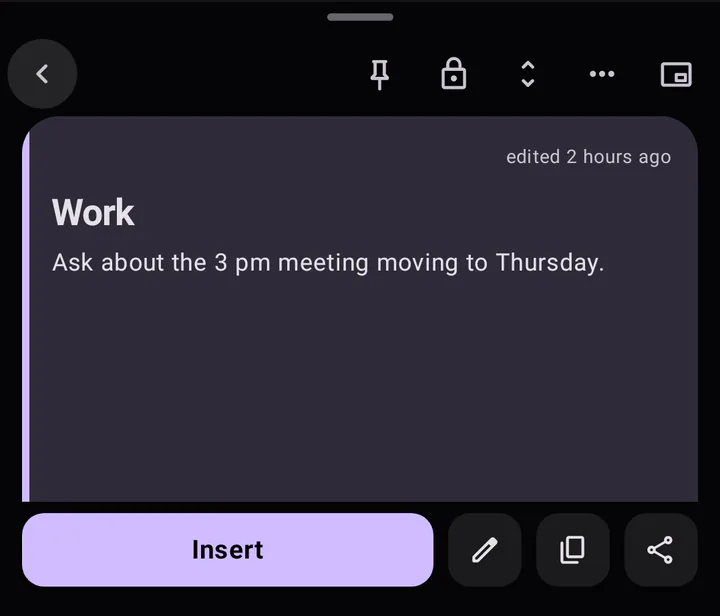 edited 2 hours ago
Work
Ask about the 3 pm meeting moving to Thursday.
Insert